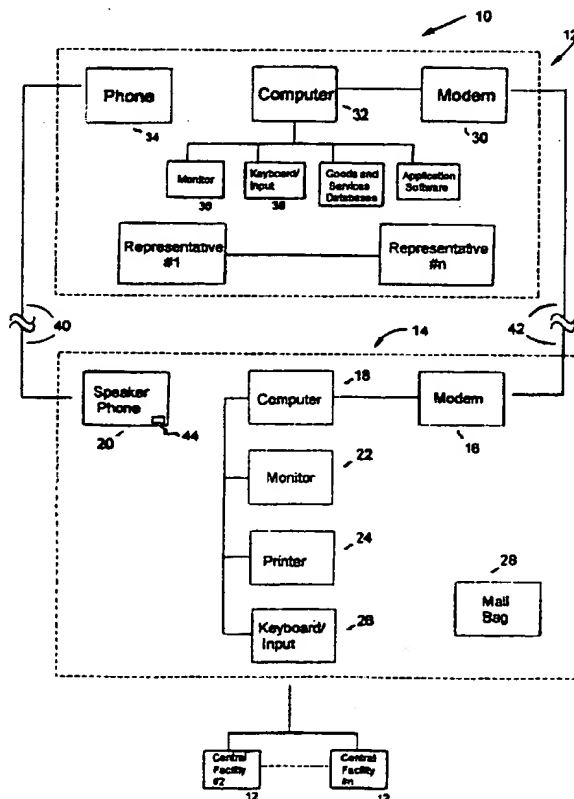 10
12
Phone
34
Computer
32
Modem
30
Monitor
36
Keyboard/
Input
38
Goods and
Services
Databases
Application
Software
Representative
#1
Representative
#n
40
42
14
Speaker
Phone
20
44
18
Computer
Modem
16
22
Monitor
24
Printer
26
Keyboard/
Input
28
Mail
Bag
Central
Facility
#2
12
Central
Facility
#n
12